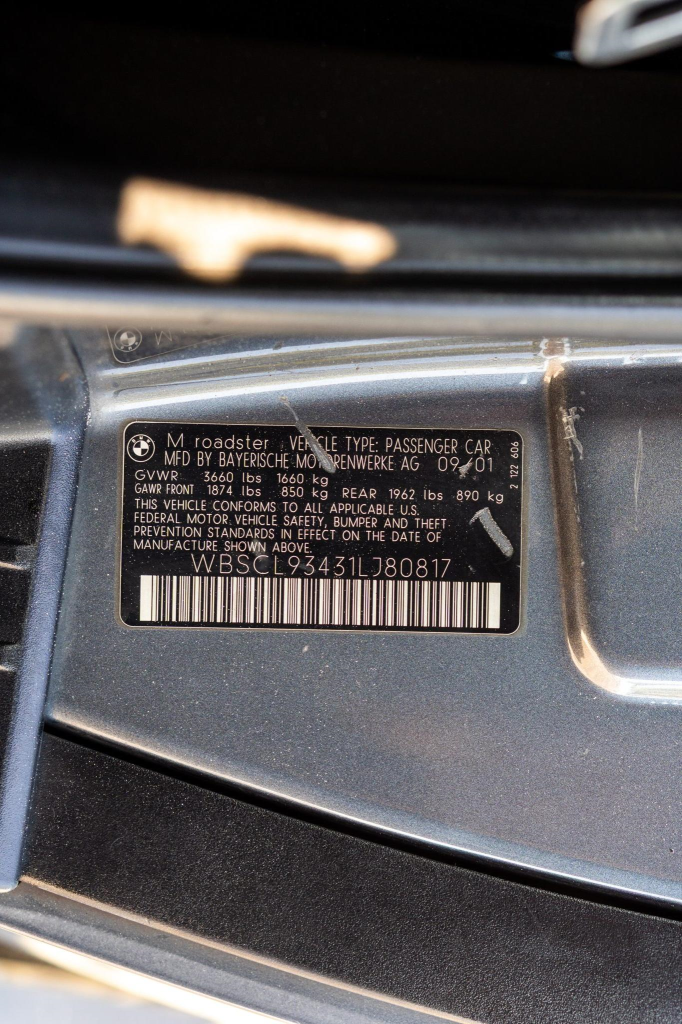 M roadster VEHICLE TYPE: PASSENGER CAR
MFD BY BAYERISCHE MOTORENWERKE AG 09/01
GVWR 3660 lbs 1660 kg
GAWR FRONT 1874 lbs 850 kg REAR 1962 lbs 890 kg
THIS VEHICLE CONFORMS TO ALL APPLICABLE U.S.
FEDERAL MOTOR VEHICLE SAFETY, BUMPER AND THEFT
PREVENTION STANDARDS IN EFFECT ON THE DATE OF
MANUFACTURE SHOWN ABOVE.
WBSCL93431LJ80817
2 122 606